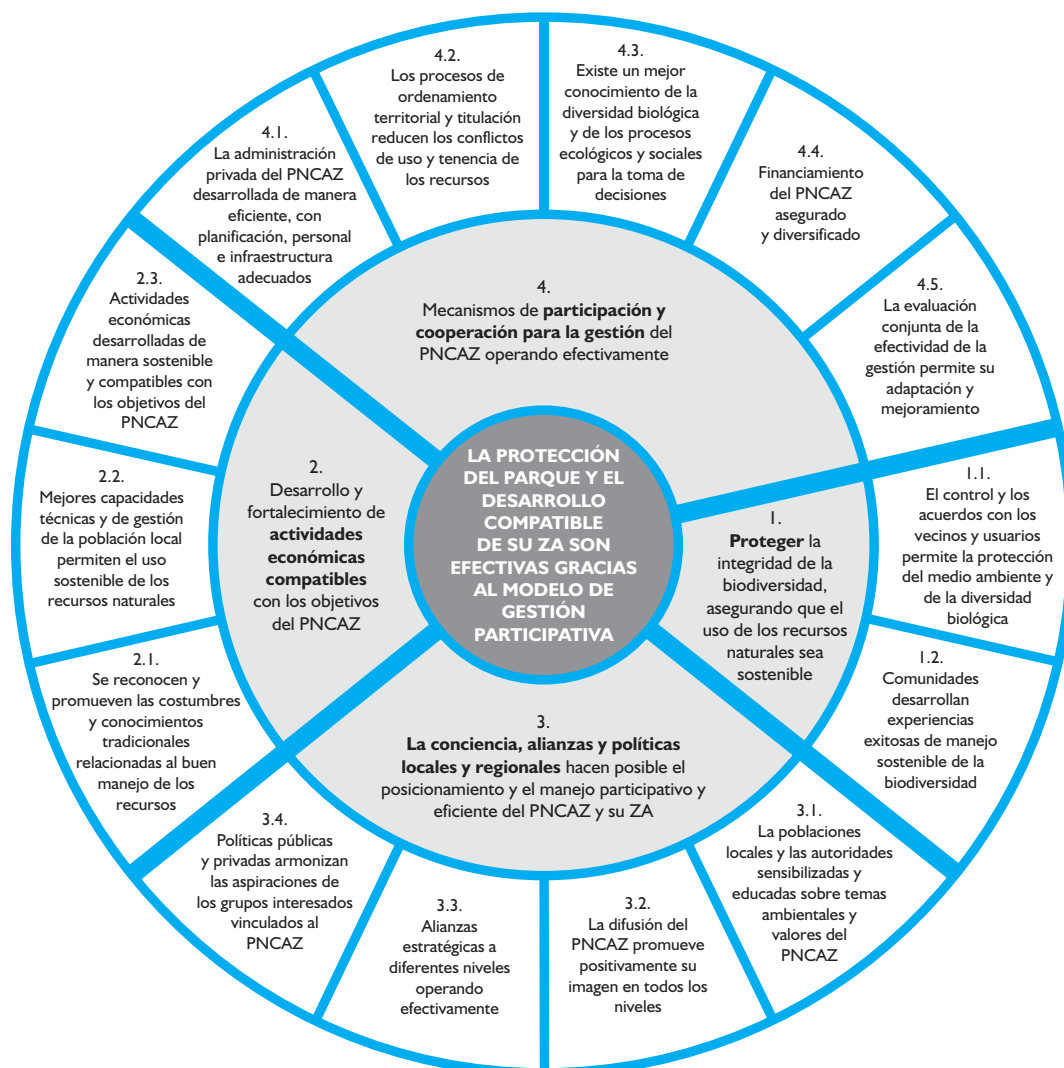 LA PROTECCIÓN
DEL PARQUE Y EL
DESARROLLO
COMPATIBLE
DE SU ZA SON
EFECTIVAS GRACIAS
AL MODELO DE
GESTIÓN
PARTICIPATIVA
1.
Proteger la
integridad de la
biodiversidad,
asegurando que el
uso de los recursos
naturales sea
sostenible
1.1.
El control y los
acuerdos con los
vecinos y usuarios
permite la protección
del medio ambiente y
de la diversidad
biológica
1.2.
Comunidades
desarrollan
experiencias
exitosas de manejo
sostenible de la
biodiversidad
2.
Desarrollo y
fortalecimiento de
actividades
económicas
compatibles
con los objetivos
del PNCAZ
2.1.
Se reconocen y
promueven las costumbres
y conocimientos
tradicionales
relacionadas al buen
manejo de los
recursos
2.2.
Mejores capacidades
técnicas y de gestión
de la población local
permiten el uso
sostenible de los
recursos naturales
2.3.
Actividades
económicas
desarrolladas de
manera sostenible
y compatibles con
los objetivos del
PNCAZ
3.
La conciencia, alianzas y políticas
locales y regionales hacen posible el
posicionamiento y el manejo participativo y
eficiente del PNCAZ y su ZA
3.1.
La poblaciones
locales y las autoridades
sensibilizadas y
educadas sobre temas
ambientales y
valores del
PNCAZ
3.2.
La difusión del
PNCAZ promueve
positivamente su
imagen en todos los
niveles
3.3.
Alianzas
estratégicas a
diferentes niveles
operando
efectivamente
3.4.
Políticas públicas
y privadas armonizan
las aspiraciones de
los grupos interesados
vinculados al
PNCAZ
4.
Mecanismos de participación y
cooperación para la gestión del
PNCAZ operando efectivamente
4.1.
La administración
privada del PNCAZ
desarrollada de manera
eficiente, con
planificación, personal
e infraestructura
adecuados
4.2.
Los procesos de
ordenamiento
territorial y titulación
reducen los conflictos
de uso y tenencia de
los recursos
4.3.
Existe un mejor
conocimiento de la
diversidad biológica
y de los procesos
ecológicos y sociales
para la toma de
decisiones
4.4.
Financiamiento
del PNCAZ
asegurado
y diversificado
4.5.
La evaluación
conjunta de la
efectividad de la
gestión permite su
adaptación y
mejoramiento